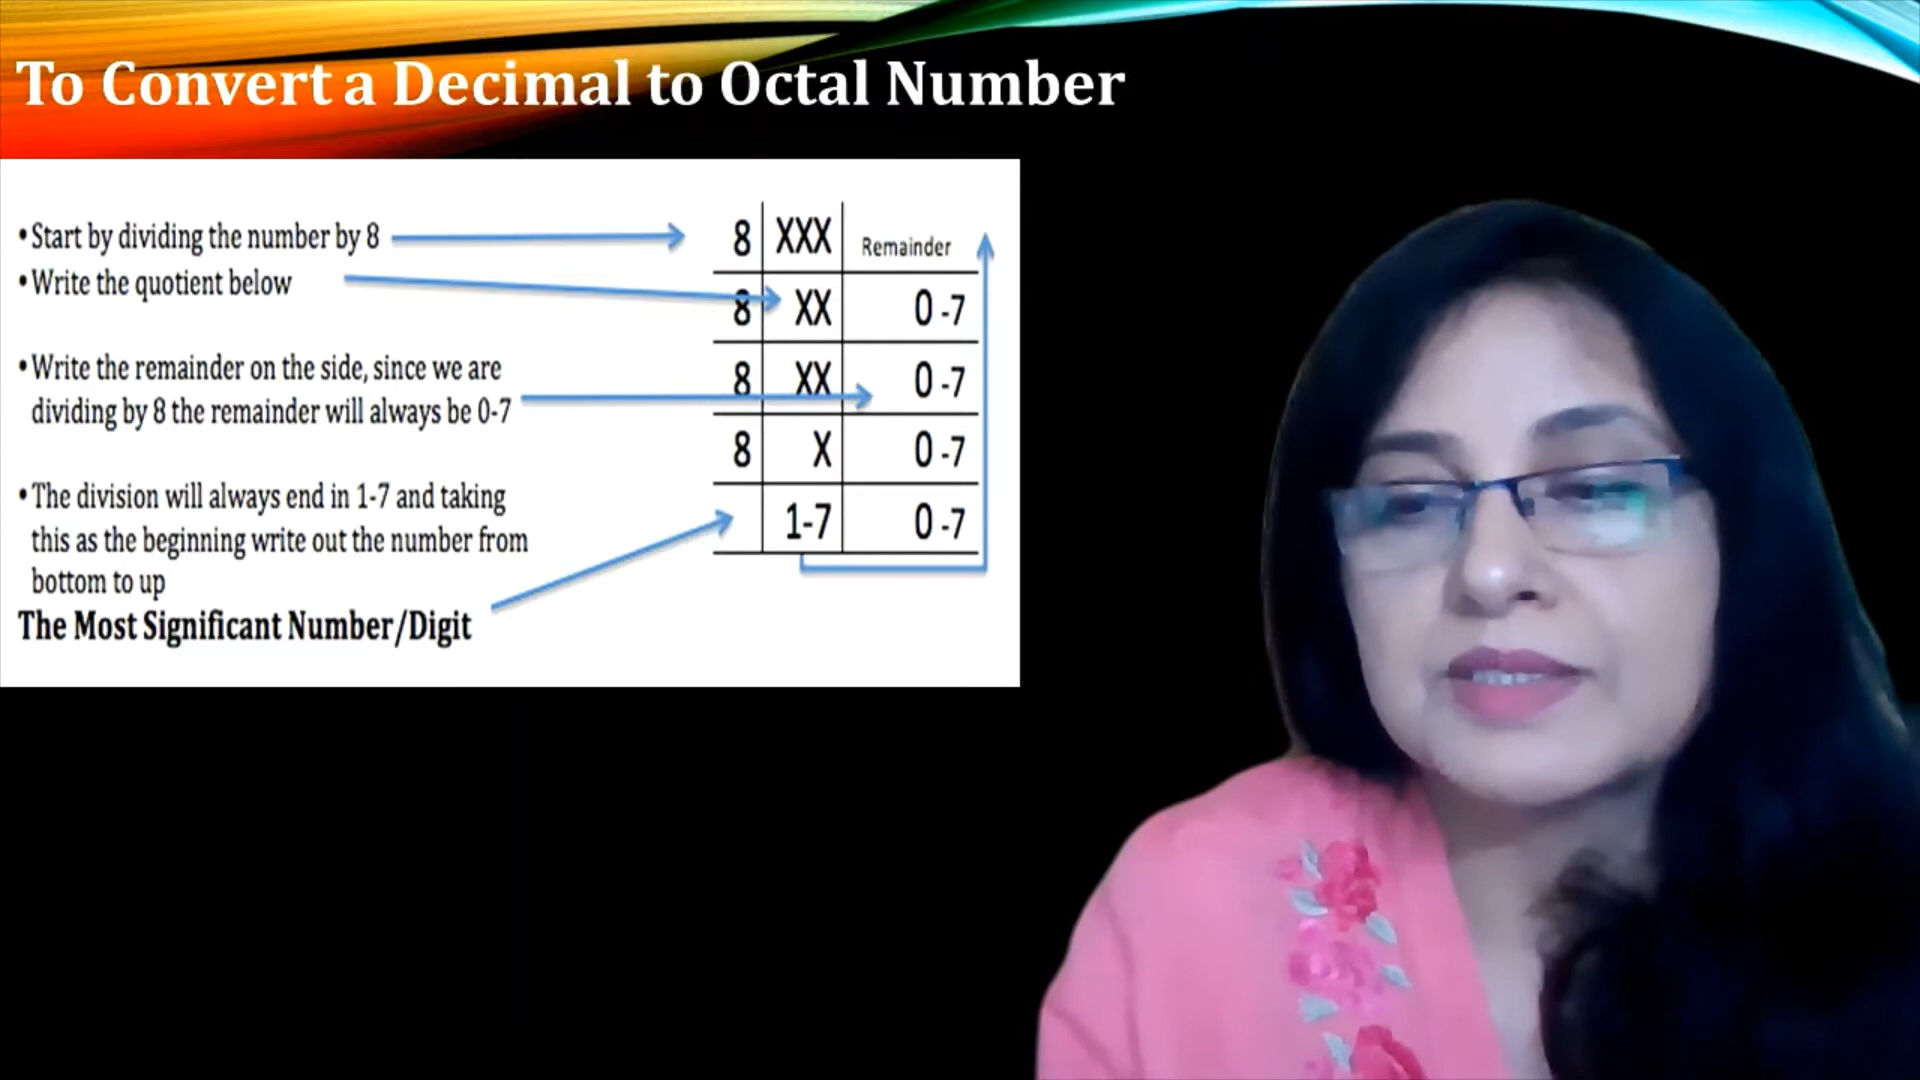 To Convert a Decimal to Octal Number
• Start by dividing the number by 8
• Write the quotient below
• Write the remainder on the side, since we are
dividing by 8 the remainder will always be 0-7
• The division will always end in 1-7 and taking
this as the beginning write out the number from
bottom to up
The Most Significant Number/Digit
8 XXX Remainder
8 XX 0 -7
8 XX 0 -7
8 X 0 -7
1-7 0 -7